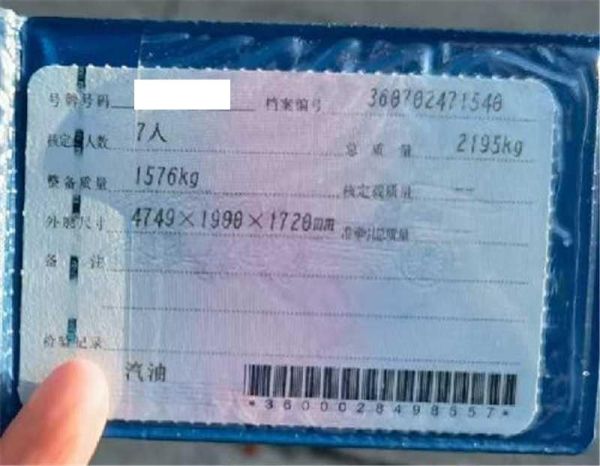 号牌号码 档案编号 360702471540
核定 人数 7人 总质量 2195kg
整备质量 1576kg 核定载质量 --
外廓尺寸 4749×1900×1720mm 准牵引总质量
备注
检验记录
汽油
*3600028498557*